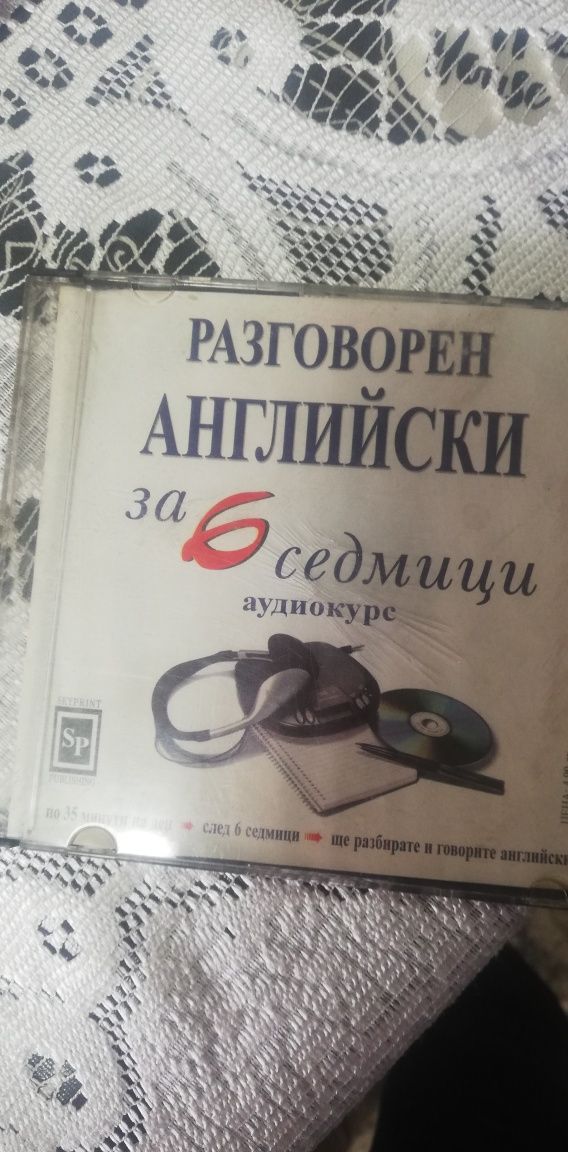 РАЗГОВОРЕН
АНГЛИЙСКИ
за 6 седмици
аудиокурс
SKYPRINT
SP
PUBLISHING
по 35 минути на ден ➡ след 6 седмици ➡ ще разбирате и говорите английски